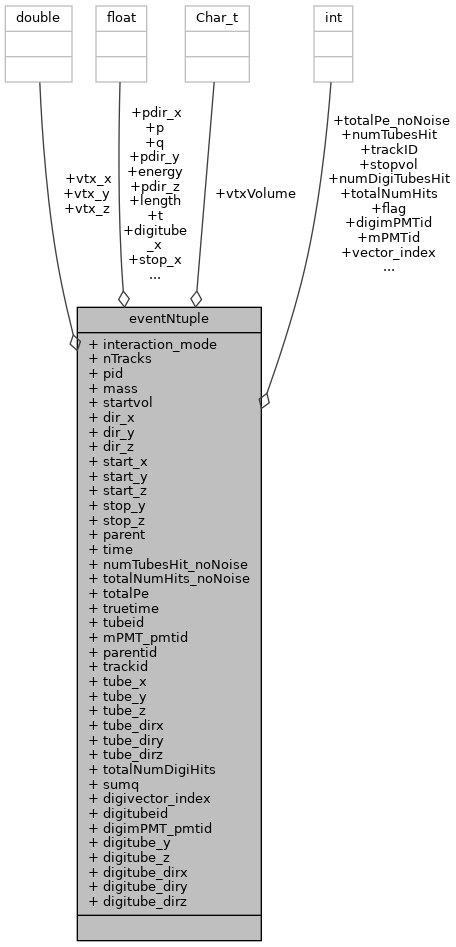 double
float
Char_t
int
+vtx_x
+vtx_y
+vtx_z
+pdir_x
+p
+q
+pdir_y
+energy
+pdir_z
+length
+t
+digitube
_x
+stop_x
...
+vtxVolume
+totalPe_noNoise
+numTubesHit
+trackID
+stopvol
+numDigiTubesHit
+totalNumHits
+flag
+digimPMTid
+mPMTid
+vector_index
...
eventNtuple
+ interaction_mode
+ nTracks
+ pid
+ mass
+ startvol
+ dir_x
+ dir_y
+ dir_z
+ start_x
+ start_y
+ start_z
+ stop_y
+ stop_z
+ parent
+ time
+ numTubesHit_noNoise
+ totalNumHits_noNoise
+ totalPe
+ truetime
+ tubeid
+ mPMT_pmtid
+ parentid
+ trackid
+ tube_x
+ tube_y
+ tube_z
+ tube_dirx
+ tube_diry
+ tube_dirz
+ totalNumDigiHits
+ sumq
+ digivector_index
+ digitubeid
+ digimPMT_pmtid
+ digitube_y
+ digitube_z
+ digitube_dirx
+ digitube_diry
+ digitube_dirz